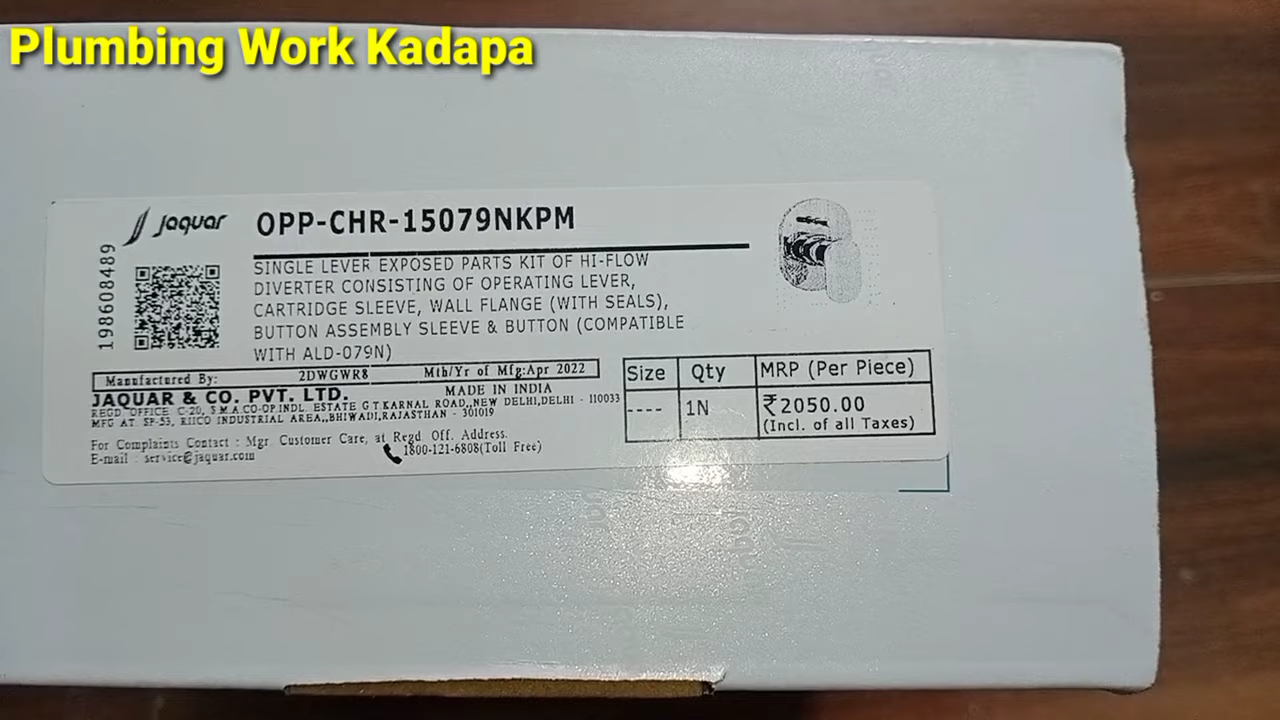 Plumbing Work Kadapa
Jaquar
OPP-CHR-15079NKPM
198608489
SINGLE LEVER EXPOSED PARTS KIT OF HI-FLOW
DIVERTER CONSISTING OF OPERATING LEVER,
CARTRIDGE SLEEVE, WALL FLANGE (WITH SEALS),
BUTTON ASSEMBLY SLEEVE & BUTTON (COMPATIBLE
WITH ALD-079N)
Manufactured By: 2DWGWR8 Mth/Yr of Mfg:Apr 2022
JAQUAR & CO. PVT. LTD. MADE IN INDIA
REGD OFFICE C-20, S.M.A.CO-OP.INDL. ESTATE G T KARNAL ROAD,,NEW DELHI,DELHI - 110033
MFG AT. SP-53, RIICO INDUSTRIAL AREA,,BHIWADI,RAJASTHAN - 301019
For Complaints Contact : Mgr. Customer Care, at Regd. Off. Address.
E-mail : service@jaquar.com 1800-121-6808(Toll Free)
Size Qty MRP (Per Piece)
---- 1N ₹2050.00
(Incl. of all Taxes)